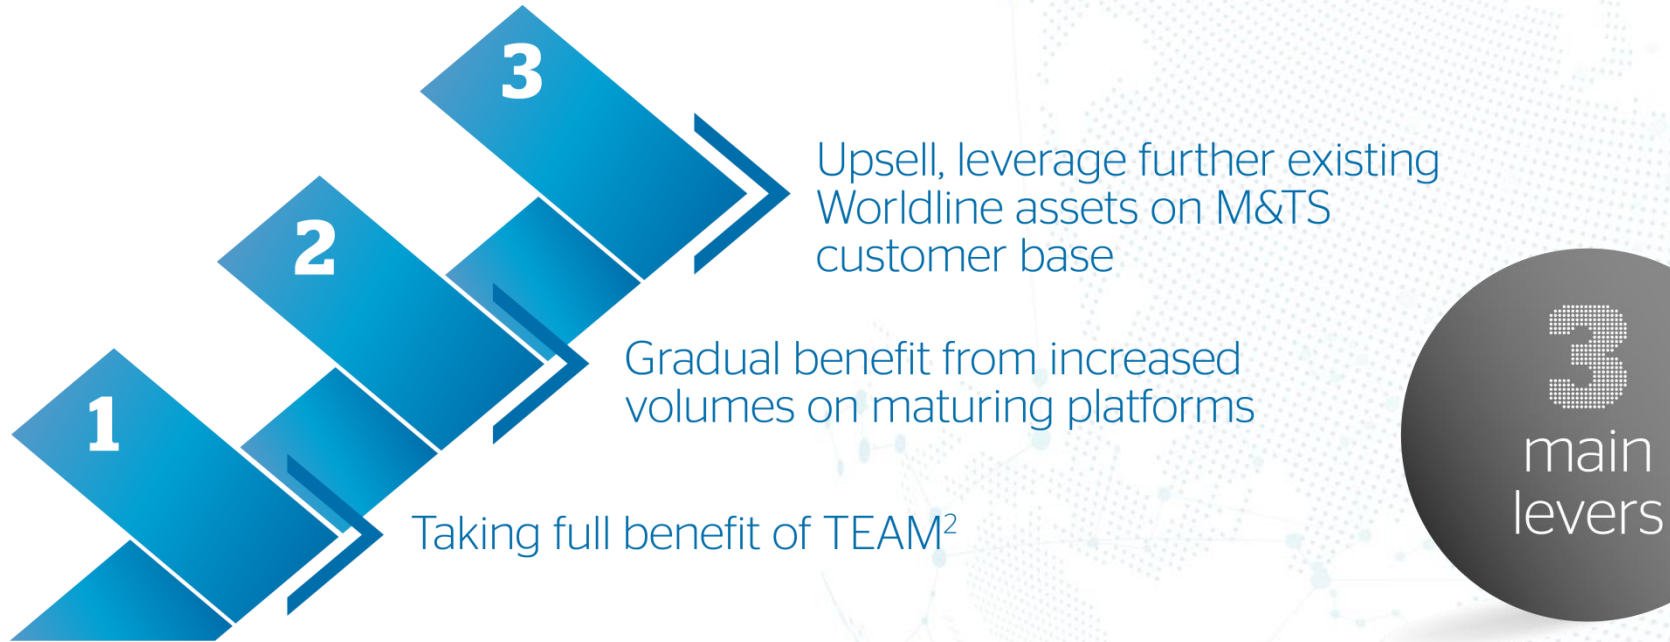 3
Upsell, leverage further existing
Worldline assets on M&TS
customer base
2
Gradual benefit from increased
volumes on maturing platforms
1
Taking full benefit of TEAM²
3
main
levers